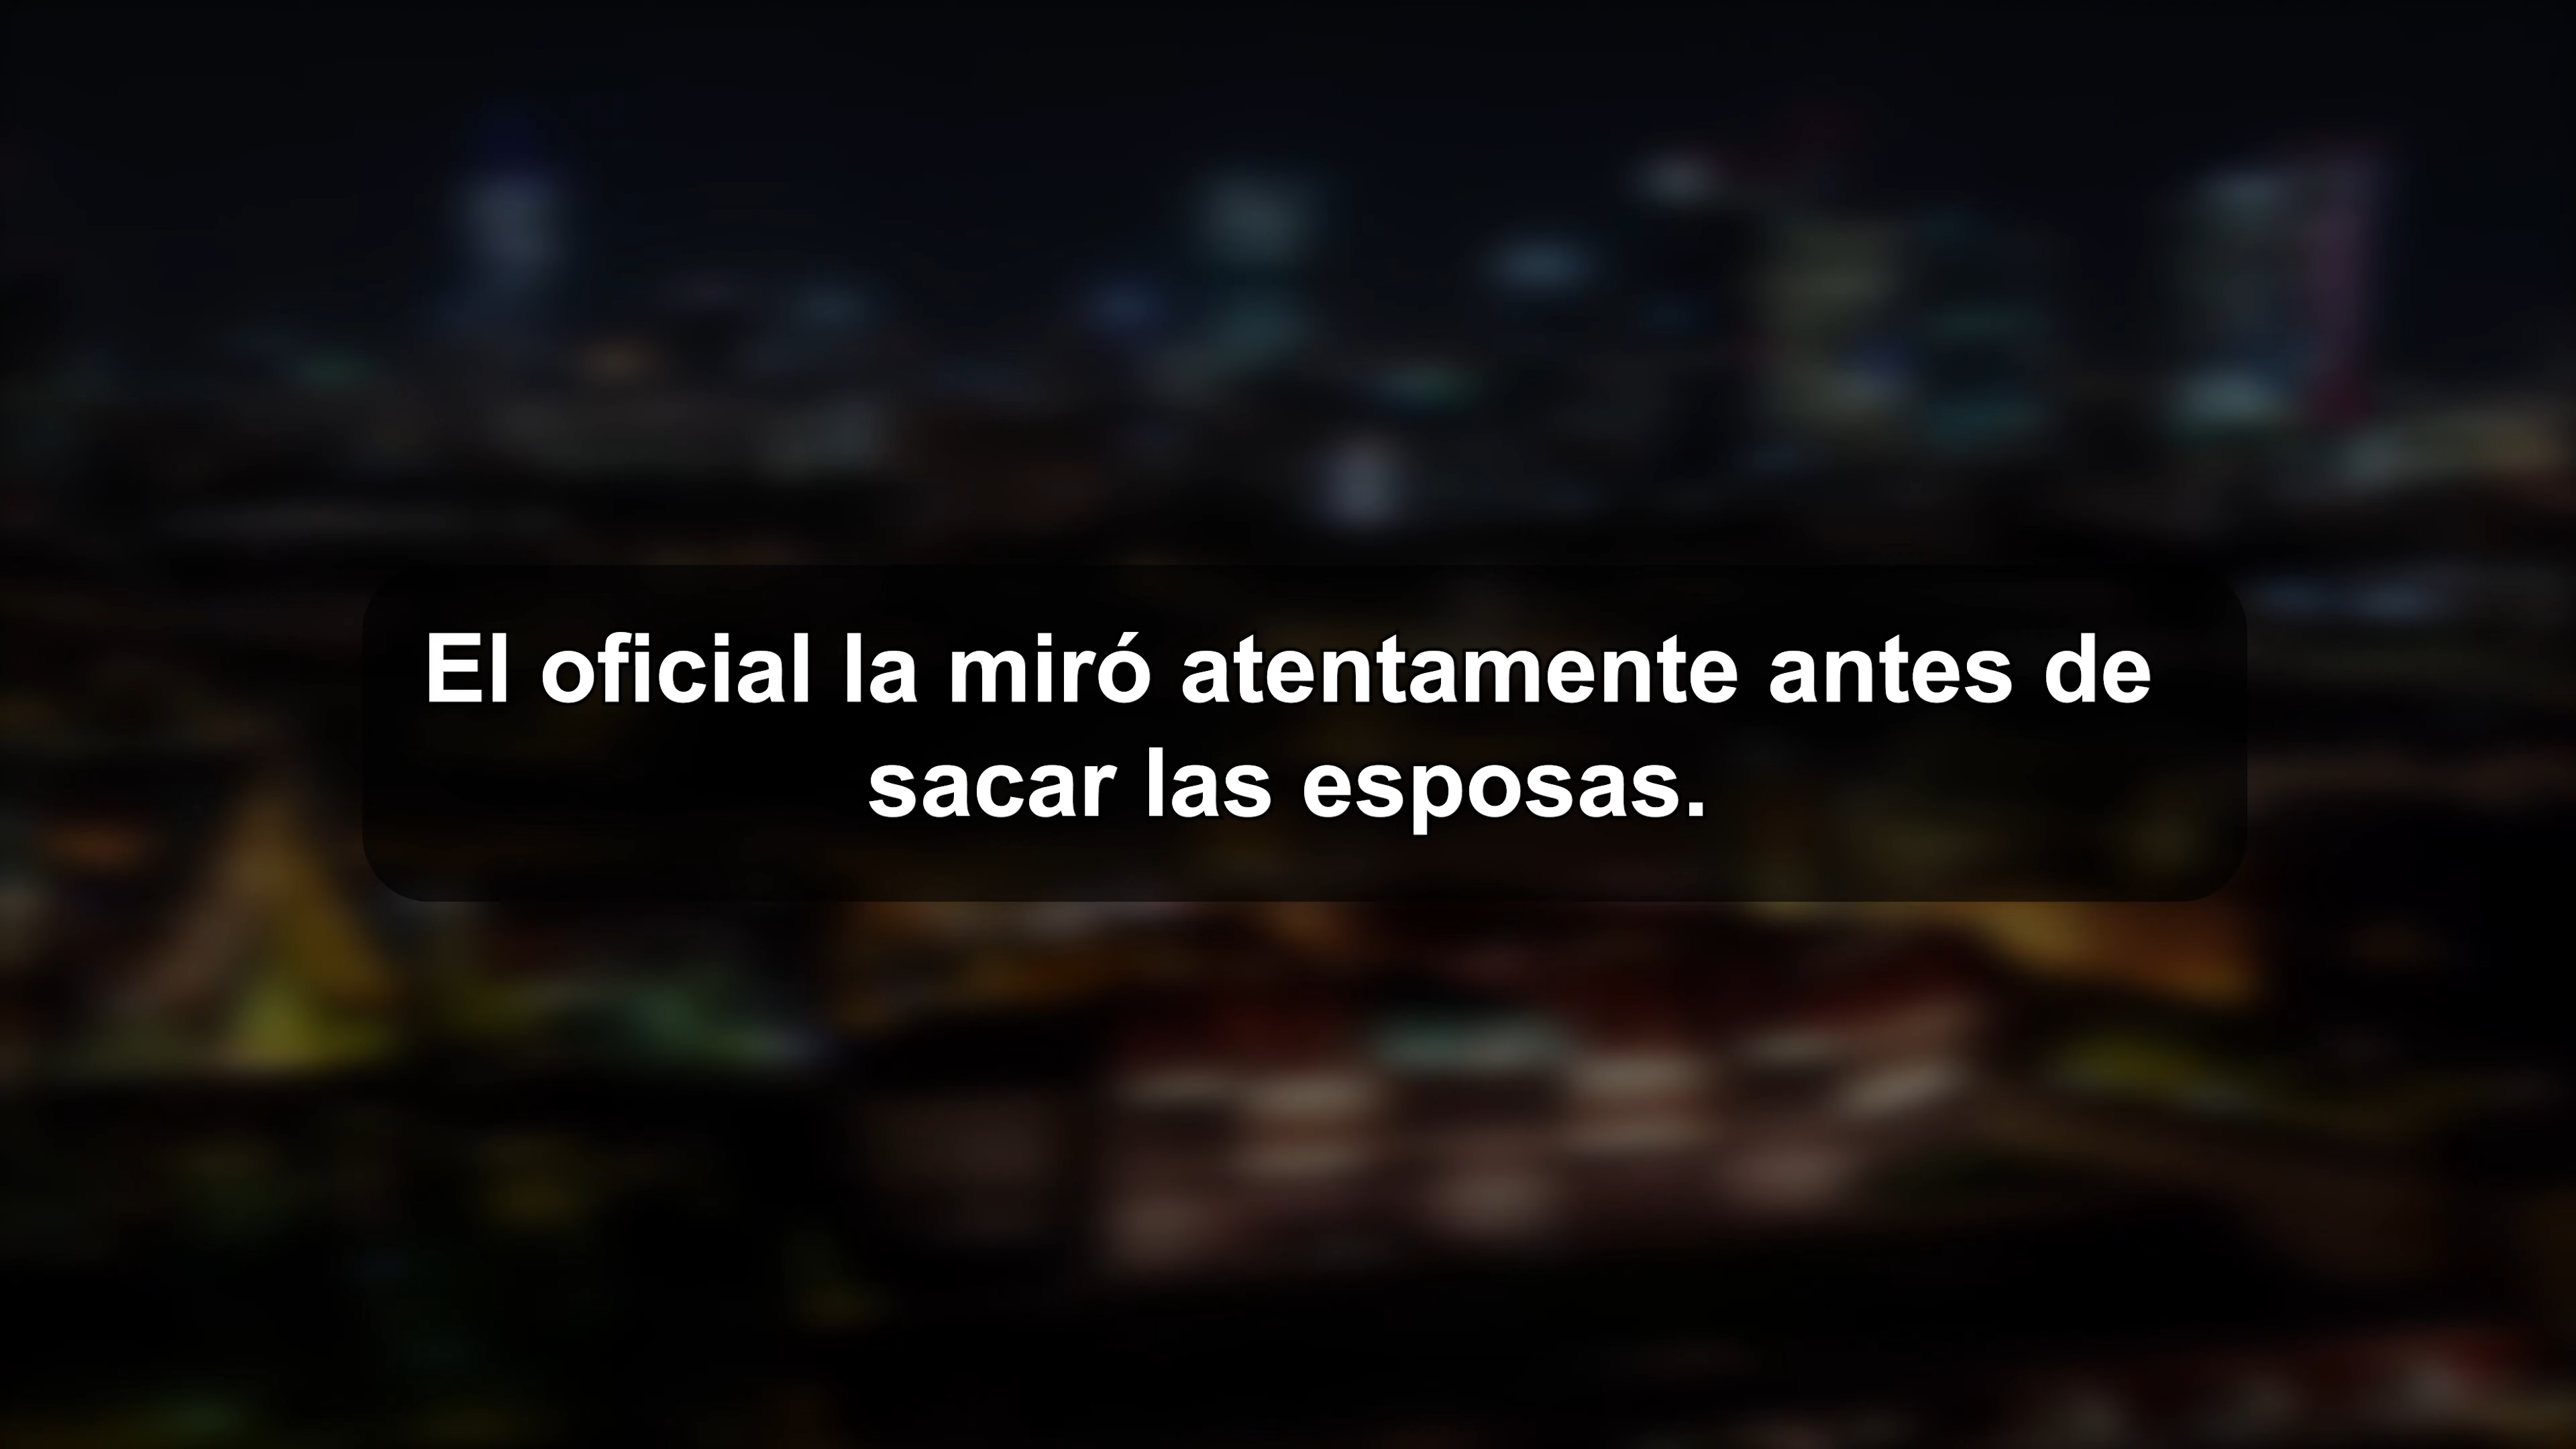 El oficial la miró atentamente antes de
sacar las esposas.